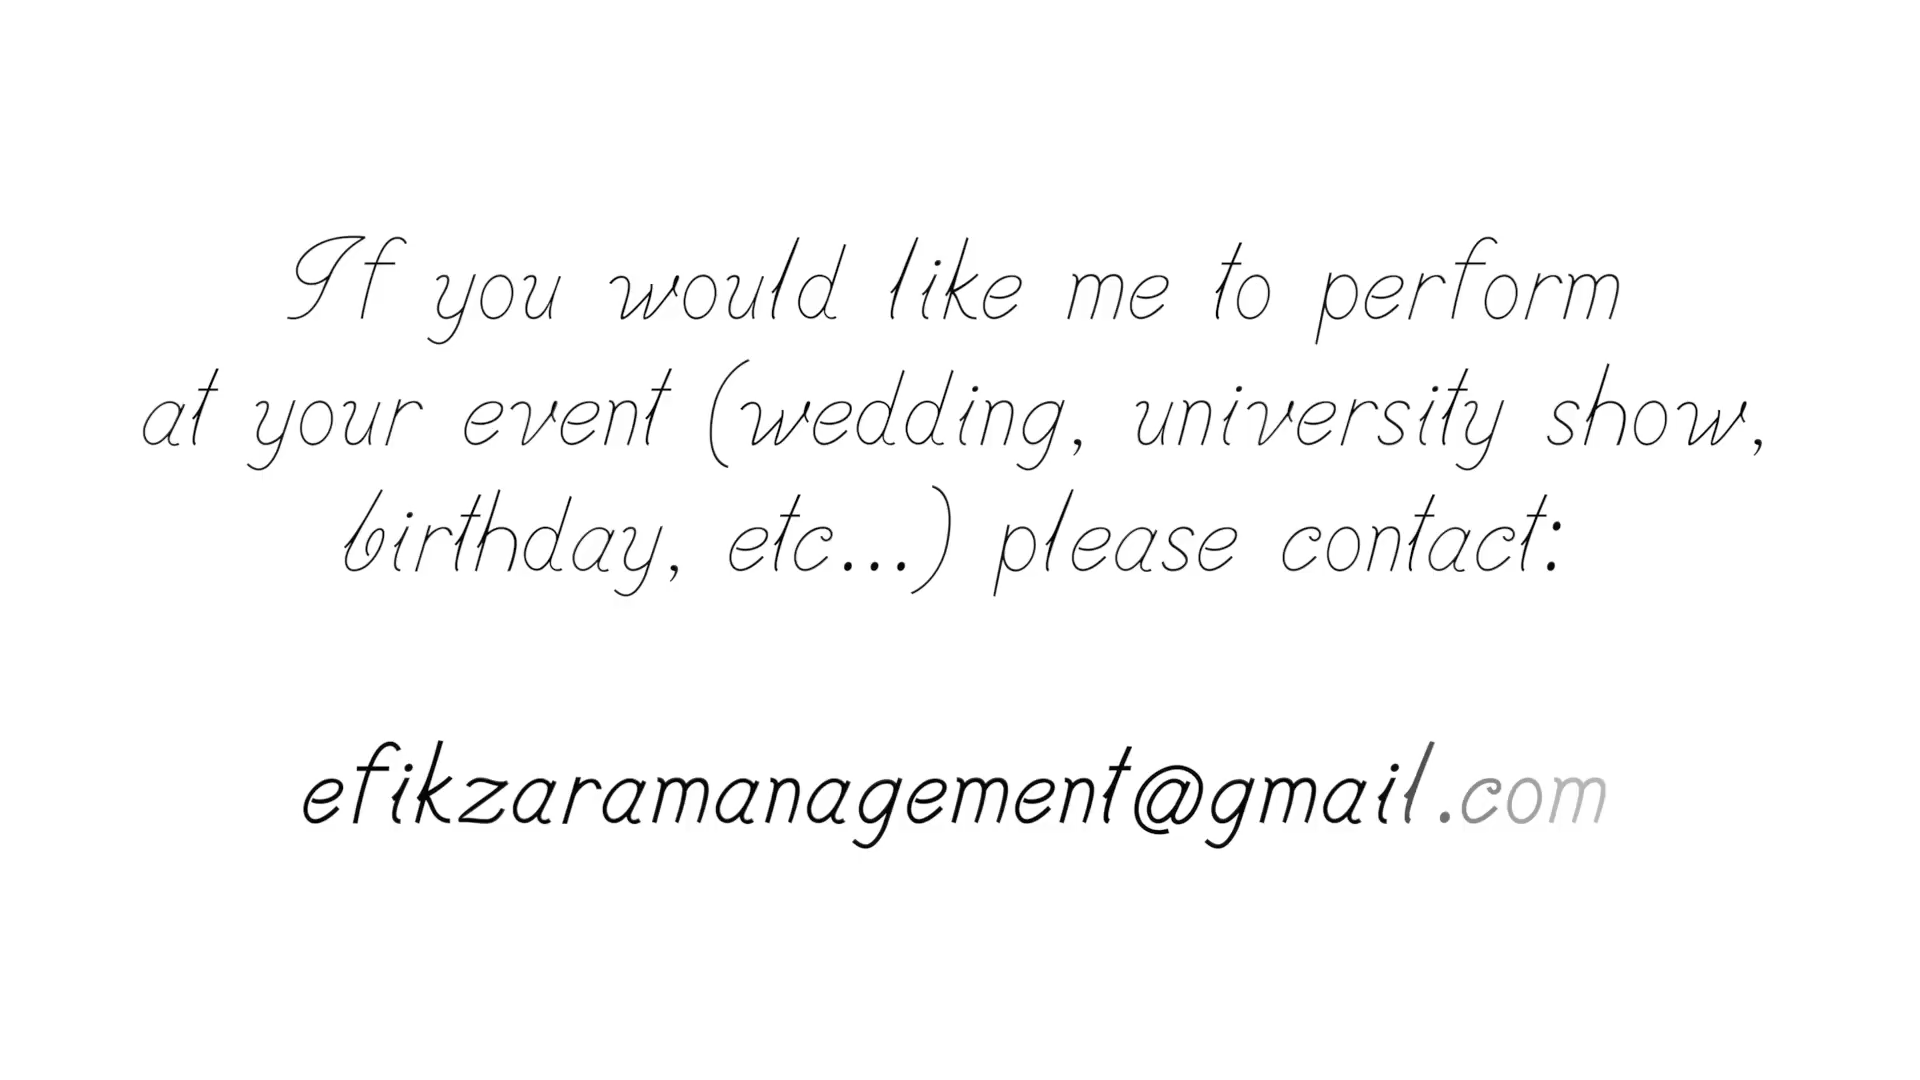 If you would like me to perform
at your event (wedding, university show,
birthday, etc...) please contact:
efikzaramanagement@gmail.com